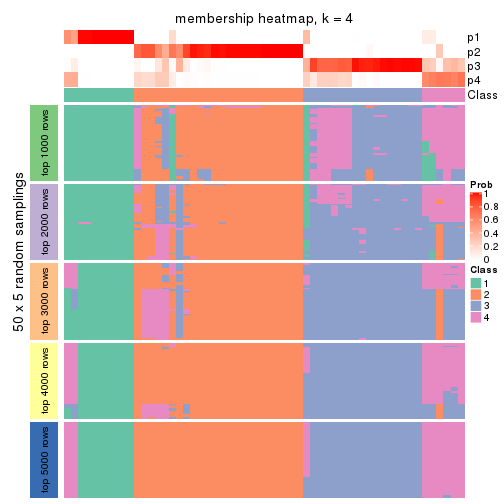 membership heatmap, k = 4
p1
p2
p3
p4
Class
50 x 5 random samplings
top 1000 rows
top 2000 rows
top 3000 rows
top 4000 rows
top 5000 rows
Prob
1
0.8
0.6
0.4
0.2
0
Class
1
2
3
4